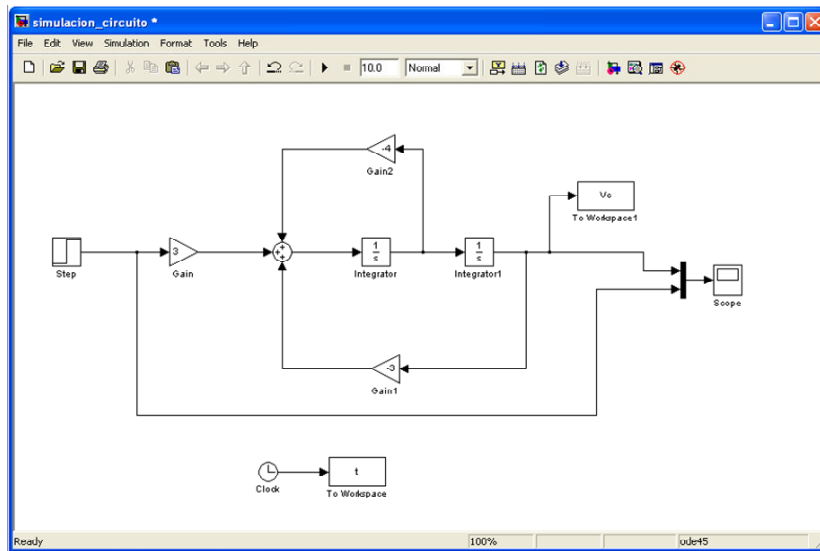 simulacion_circuito *
File Edit View Simulation Format Tools Help
10.0 Normal
-4
Gain2
Vc
To Workspace1
Step
3
Gain
+
+
+
1
s
Integrator
1
s
Integrator1
Scope
-3
Gain1
Clock
t
To Workspace
Ready 100% ode45